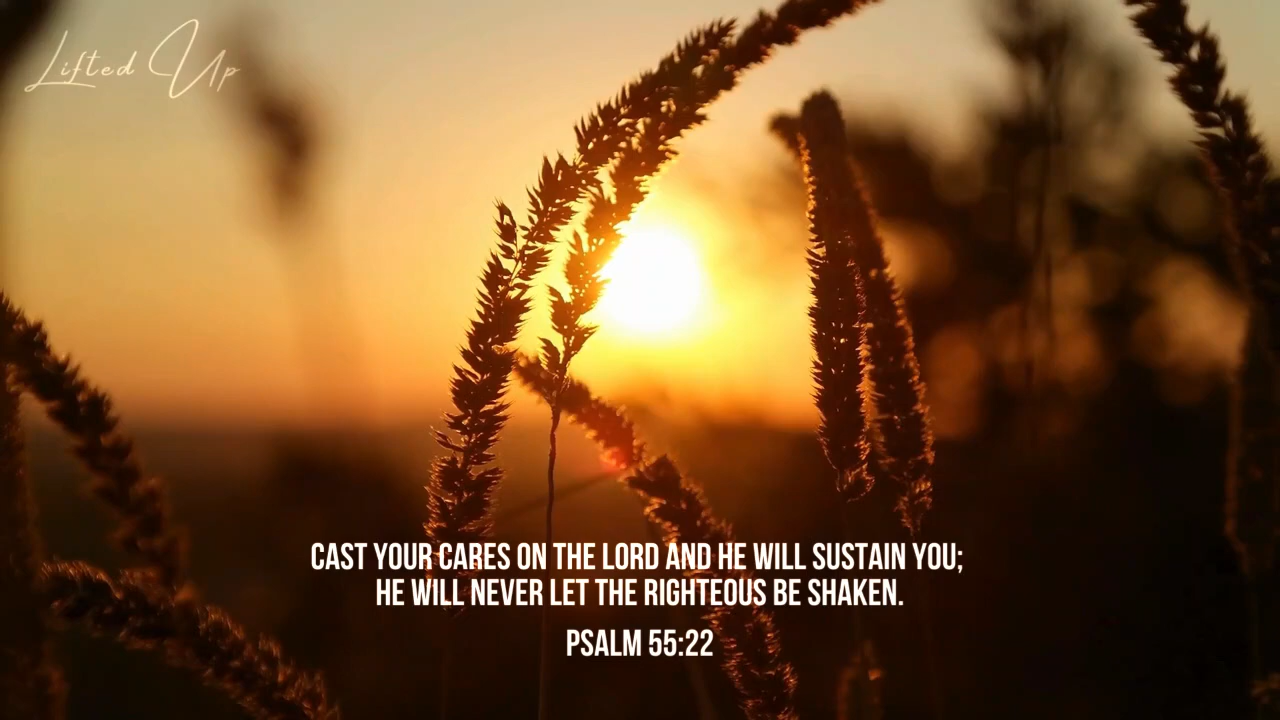 Lifted Up
CAST YOUR CARES ON THE LORD AND HE WILL SUSTAIN YOU;
HE WILL NEVER LET THE RIGHTEOUS BE SHAKEN.
PSALM 55:22